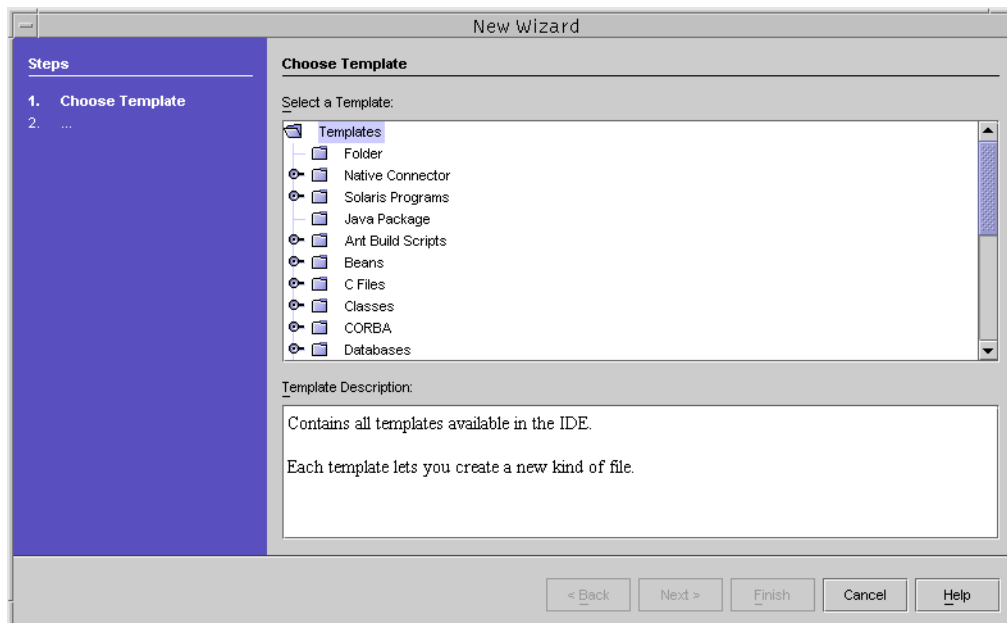 New Wizard
Steps
1. Choose Template
2. ...
Choose Template
Select a Template:
Templates
Folder
Native Connector
Solaris Programs
Java Package
Ant Build Scripts
Beans
C Files
Classes
CORBA
Databases
Template Description:
Contains all templates available in the IDE.
Each template lets you create a new kind of file.
< Back Next > Finish Cancel Help